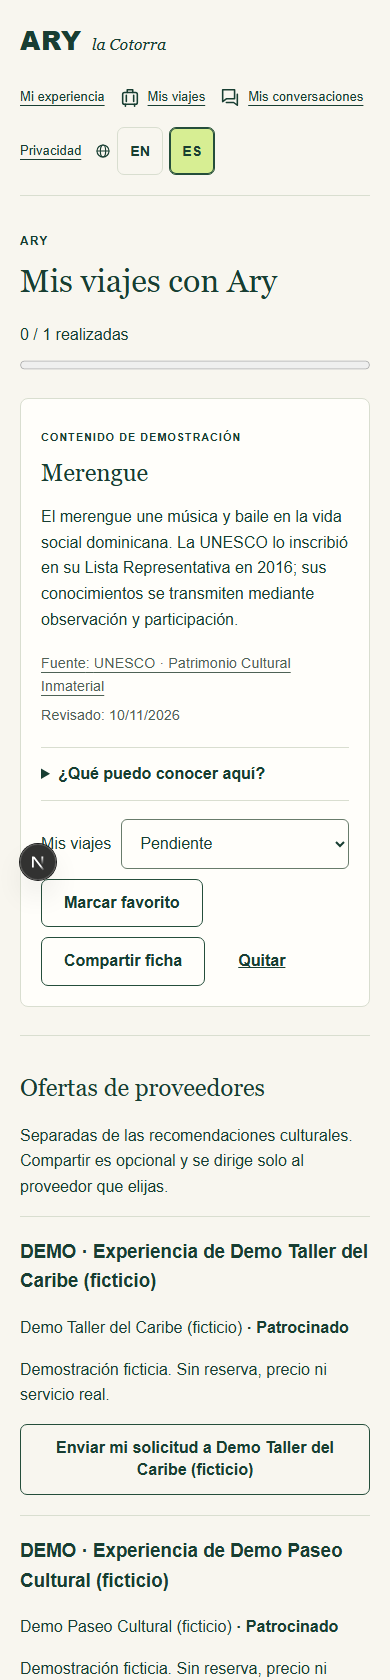 ARY la Cotorra
Mi experiencia Mis viajes Mis conversaciones
Privacidad EN ES
ARY
Mis viajes con Ary
0 / 1 realizadas
CONTENIDO DE DEMOSTRACIÓN
Merengue
El merengue une música y baile en la vida
social dominicana. La UNESCO lo inscribió
en su Lista Representativa en 2016; sus
conocimientos se transmiten mediante
observación y participación.
Fuente: UNESCO · Patrimonio Cultural
Inmaterial
Revisado: 10/11/2026
¿Qué puedo conocer aquí?
Mis viajes Pendiente
N
Marcar favorito
Compartir ficha Quitar
Ofertas de proveedores
Separadas de las recomendaciones culturales.
Compartir es opcional y se dirige solo al
proveedor que elijas.
DEMO · Experiencia de Demo Taller del
Caribe (ficticio)
Demo Taller del Caribe (ficticio) · Patrocinado
Demostración ficticia. Sin reserva, precio ni
servicio real.
Enviar mi solicitud a Demo Taller del
Caribe (ficticio)
DEMO · Experiencia de Demo Paseo
Cultural (ficticio)
Demo Paseo Cultural (ficticio) · Patrocinado
Demostración ficticia. Sin reserva, precio ni